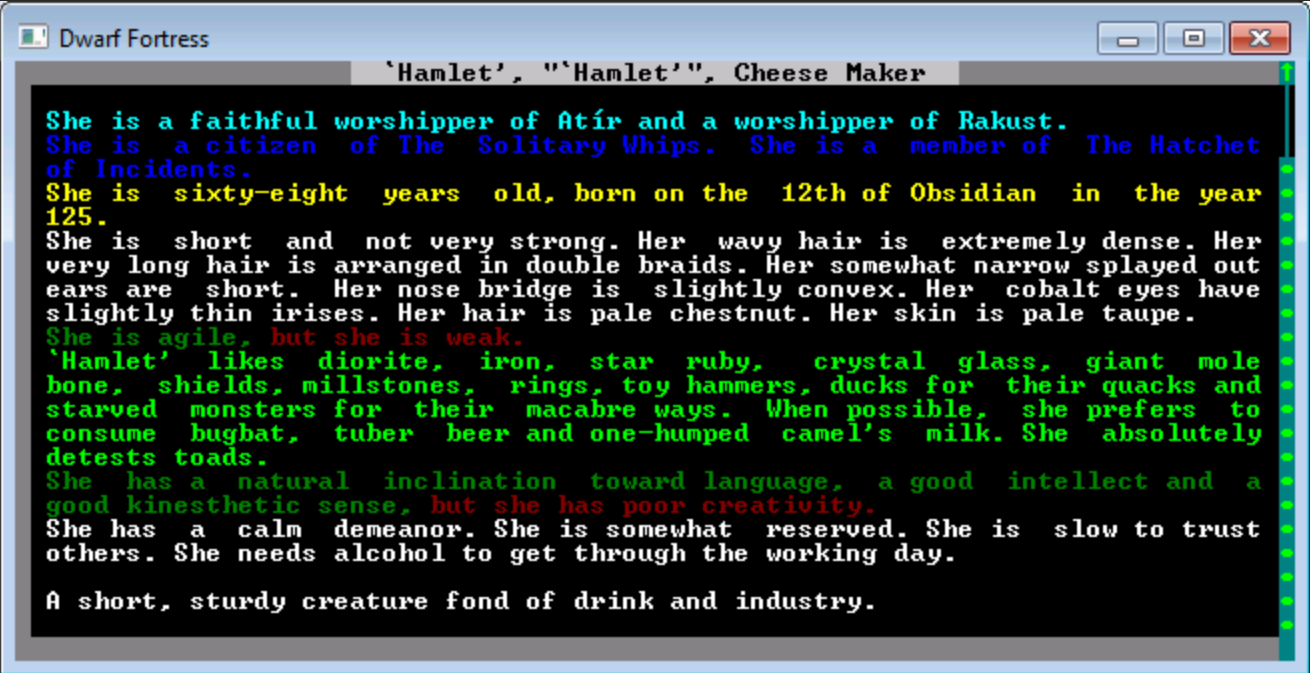 Dwarf Fortress
`Hamlet', "`Hamlet'", Cheese Maker
She is a faithful worshipper of Atír and a worshipper of Rakust.
She is a citizen of The Solitary Whips. She is a member of The Hatchet
of Incidents.
She is sixty-eight years old, born on the 12th of Obsidian in the year
125.
She is short and not very strong. Her wavy hair is extremely dense. Her
very long hair is arranged in double braids. Her somewhat narrow splayed out
ears are short. Her nose bridge is slightly convex. Her cobalt eyes have
slightly thin irises. Her hair is pale chestnut. Her skin is pale taupe.
She is agile, but she is weak.
`Hamlet' likes diorite, iron, star ruby, crystal glass, giant mole
bone, shields, millstones, rings, toy hammers, ducks for their quacks and
starved monsters for their macabre ways. When possible, she prefers to
consume bugbat, tuber beer and one-humped camel's milk. She absolutely
detests toads.
She has a natural inclination toward language, a good intellect and a
good kinesthetic sense, but she has poor creativity.
She has a calm demeanor. She is somewhat reserved. She is slow to trust
others. She needs alcohol to get through the working day.
A short, sturdy creature fond of drink and industry.